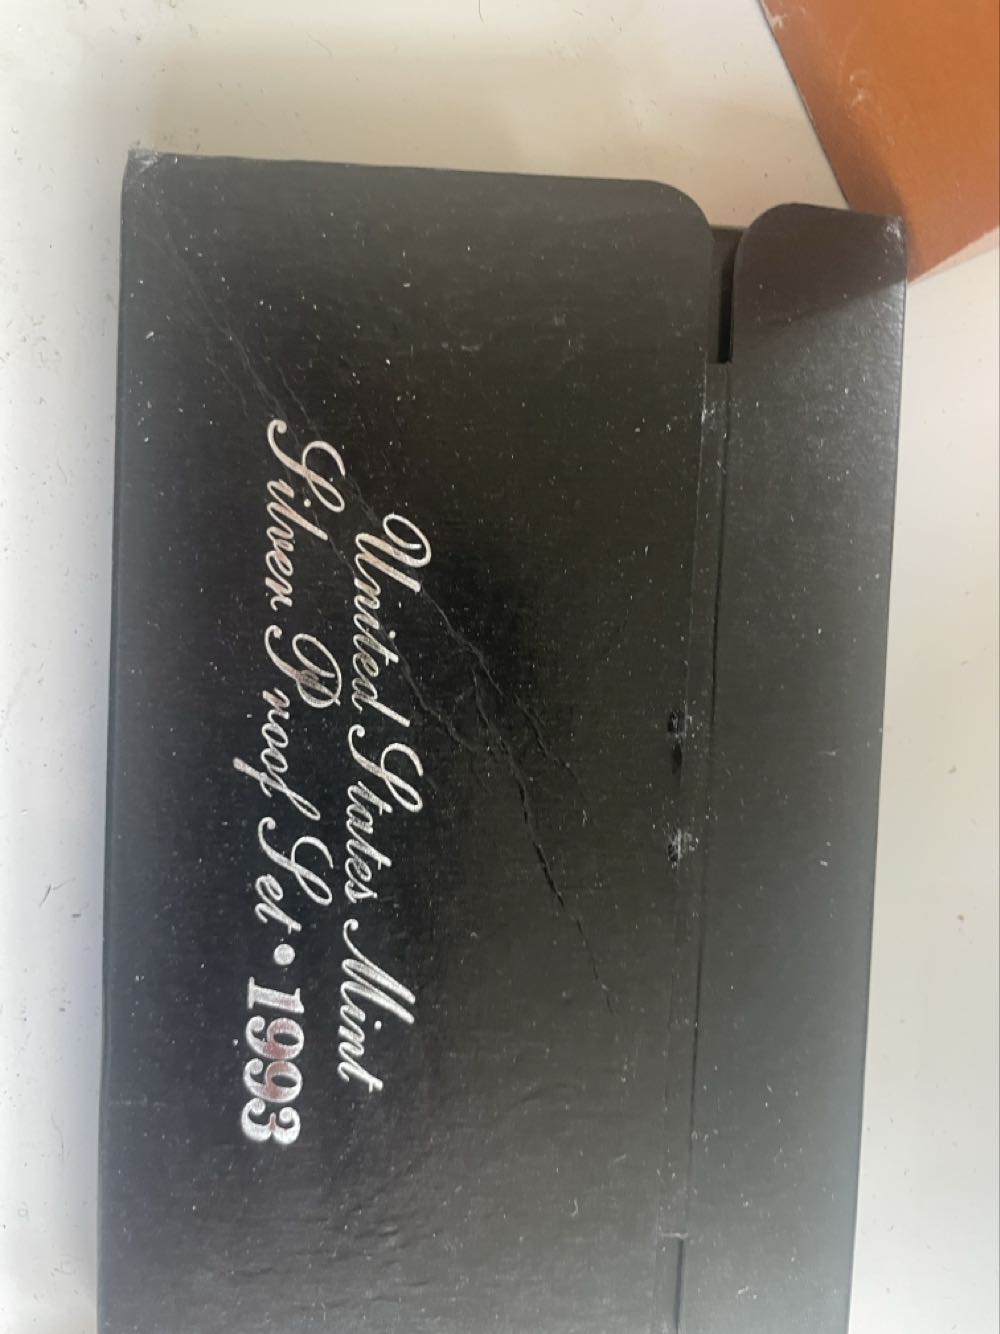 United States Mint
Silver Proof Set • 1993